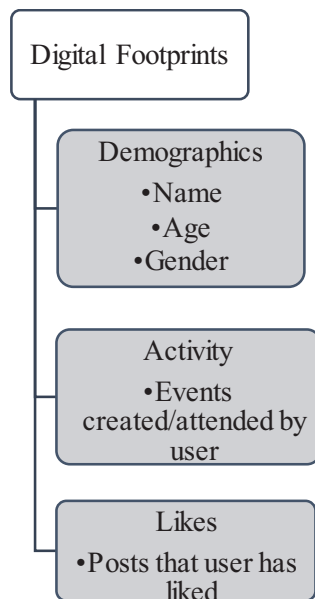 Digital Footprints
Demographics
•Name
•Age
•Gender
Activity
•Events
created/attended by
user
Likes
•Posts that user has
liked